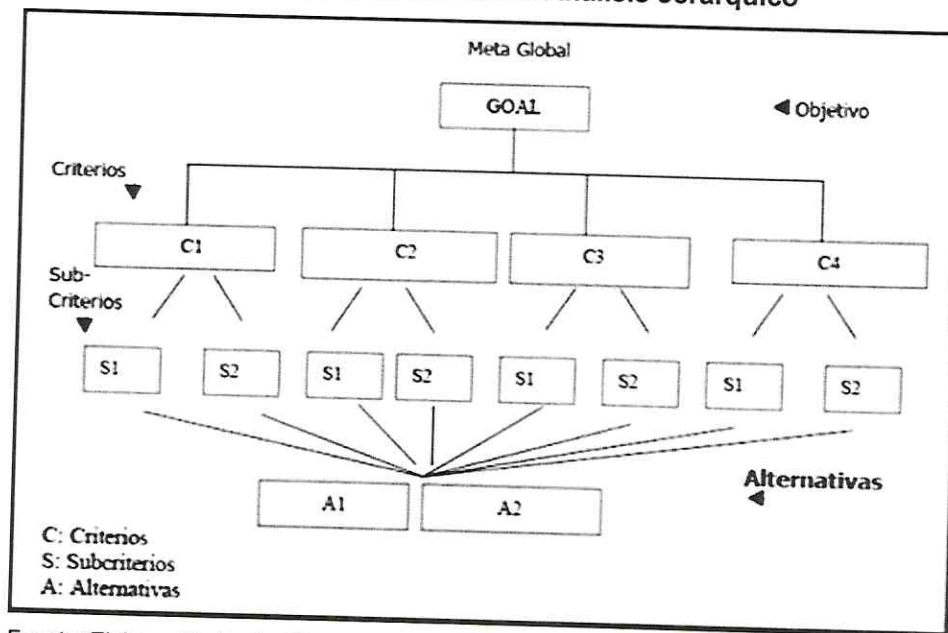 jerárquico
Meta Global
GOAL
◄ Objetivo
Criterios
▼
C1 C2 C3 C4
Sub-
Criterios
▼
S1 S2 S1 S2 S1 S2 S1 S2
Alternativas
◄
A1 A2
C: Criterios
S: Subcriterios
A: Alternativas